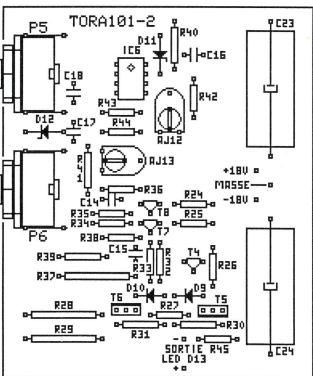 TORA101-2
P5
D11
R40
C23
IC6
C16
C18
R42
R43
D12
C17
R44
AJ12
R41
AJ13
+18V
MASSE
-18V
R36
C14
R24
R35
T8
R34
R25
T7
P6
R38
C15
R39
R33
R32
T4
R26
R37
D10
D9
R28
T6
R27
T5
R29
R31
R30
SORTIE
LED D13
R45
C24
- 
+